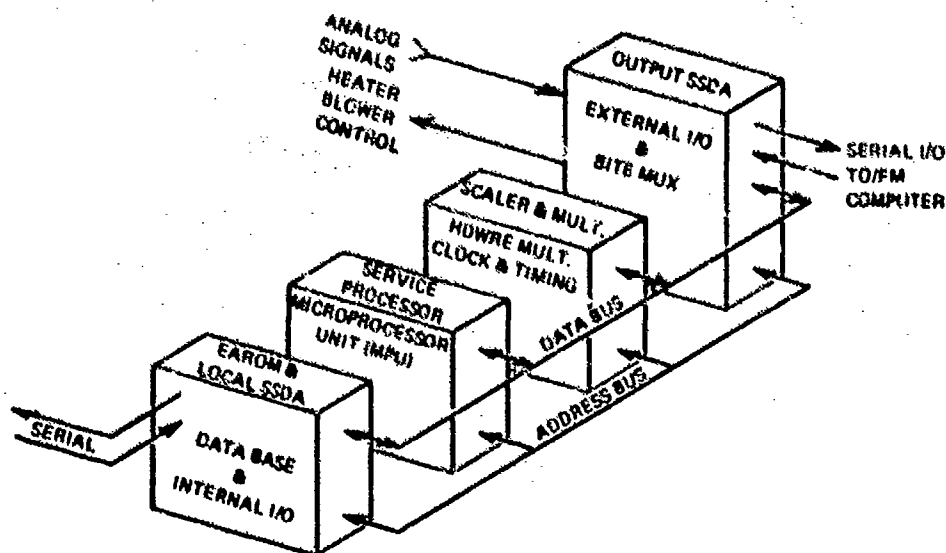 ANALOG
SIGNALS
HEATER
BLOWER
CONTROL
OUTPUT SSDA
EXTERNAL I/O
&
BITE MUX
SERIAL I/O
TO/FM
COMPUTER
SCALER & MULT.
HDWRE MULT.
CLOCK & TIMING
SERVICE
PROCESSOR
MICROPROCESSOR
UNIT (MPU)
DATA BUS
ADDRESS BUS
EAROM &
LOCAL SSDA
DATA BASE
&
INTERNAL I/O
SERIAL